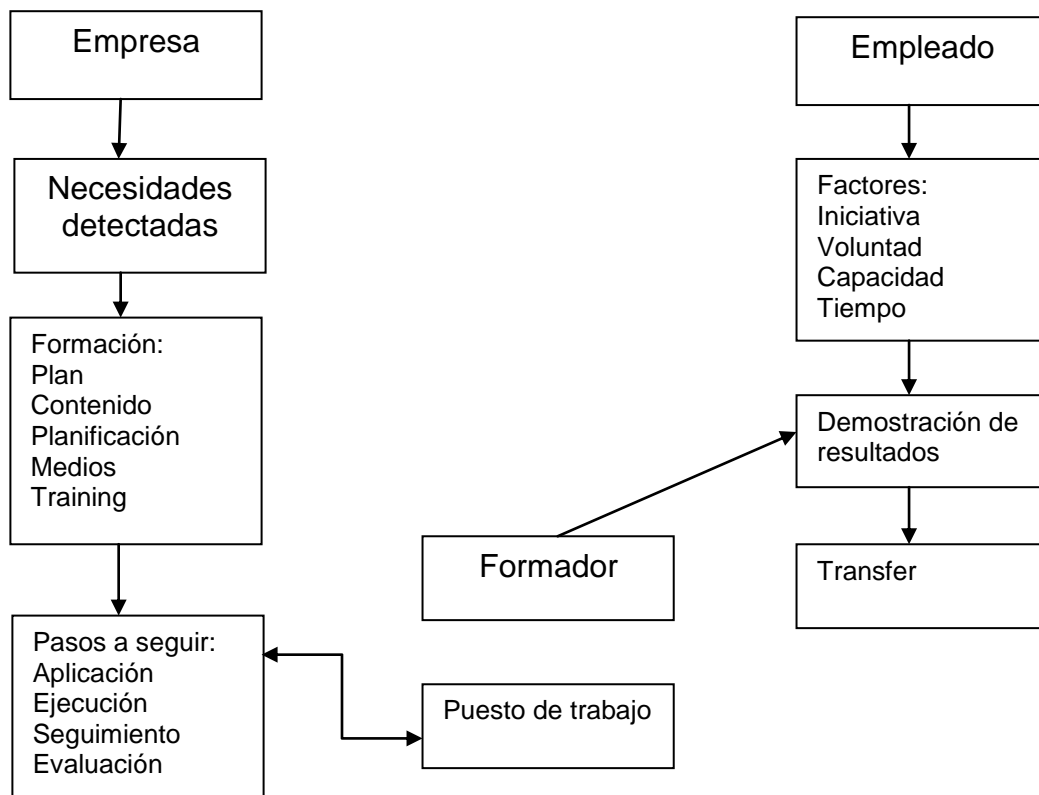 Empresa
Necesidades
detectadas
Formación:
Plan
Contenido
Planificación
Medios
Training
Pasos a seguir:
Aplicación
Ejecución
Seguimiento
Evaluación
Formador
Puesto de trabajo
Empleado
Factores:
Iniciativa
Voluntad
Capacidad
Tiempo
Demostración de
resultados
Transfer